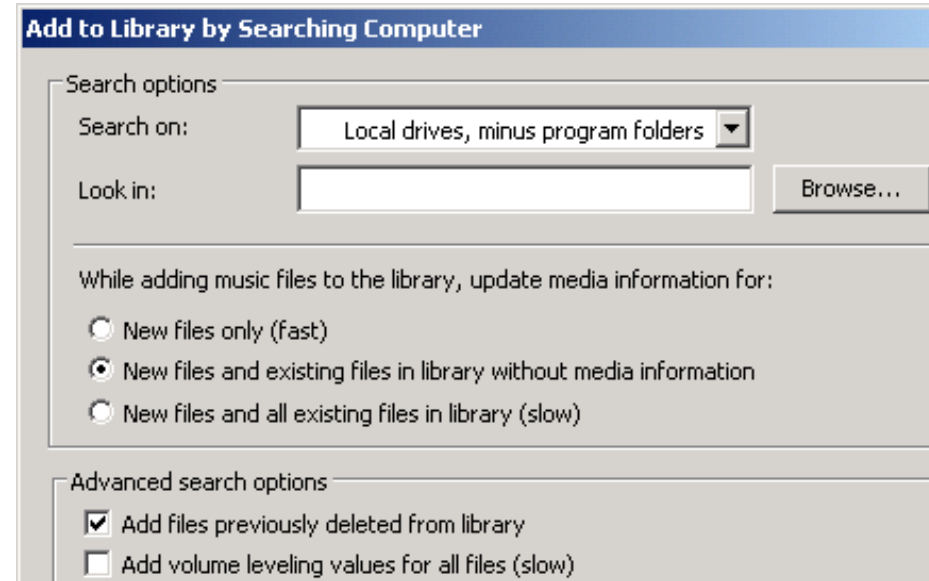 Add to Library by Searching Computer
Search options
Search on:
Local drives, minus program folders
Look in:
Browse...
While adding music files to the library, update media information for:
New files only (fast)
New files and existing files in library without media information
New files and all existing files in library (slow)
Advanced search options
Add files previously deleted from library
Add volume leveling values for all files (slow)